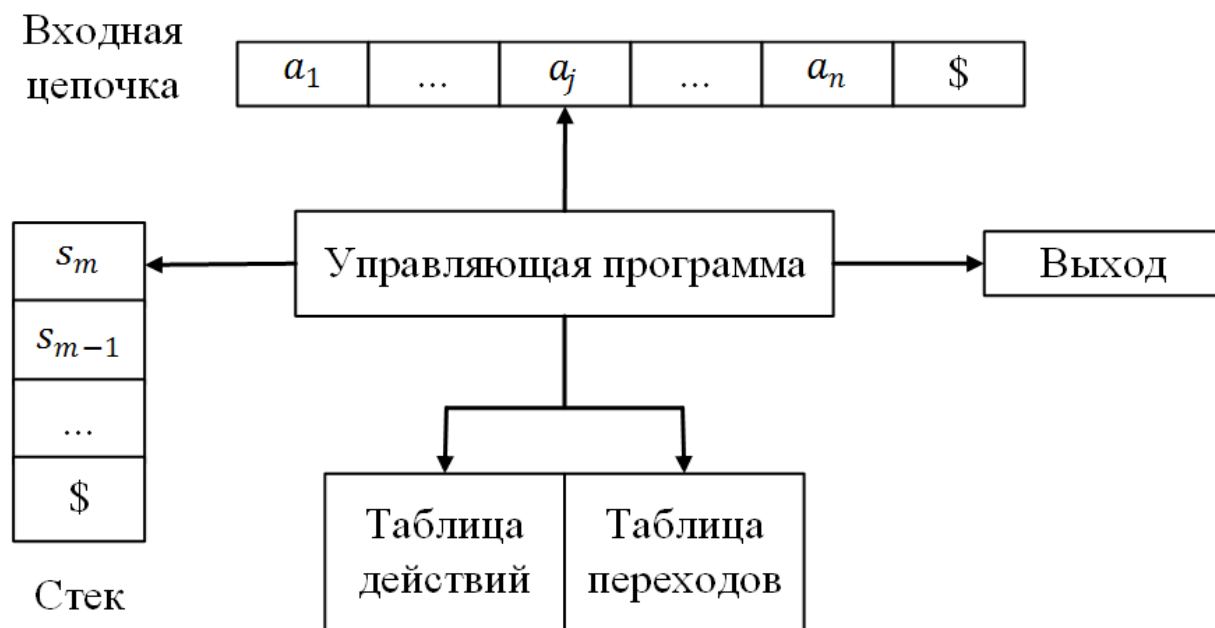 Входная
цепочка
a₁ ... aⱼ ... aₙ $
Управляющая программа
Выход
sₘ
sₘ₋₁
...
$
Стек
Таблица
действий
Таблица
переходов